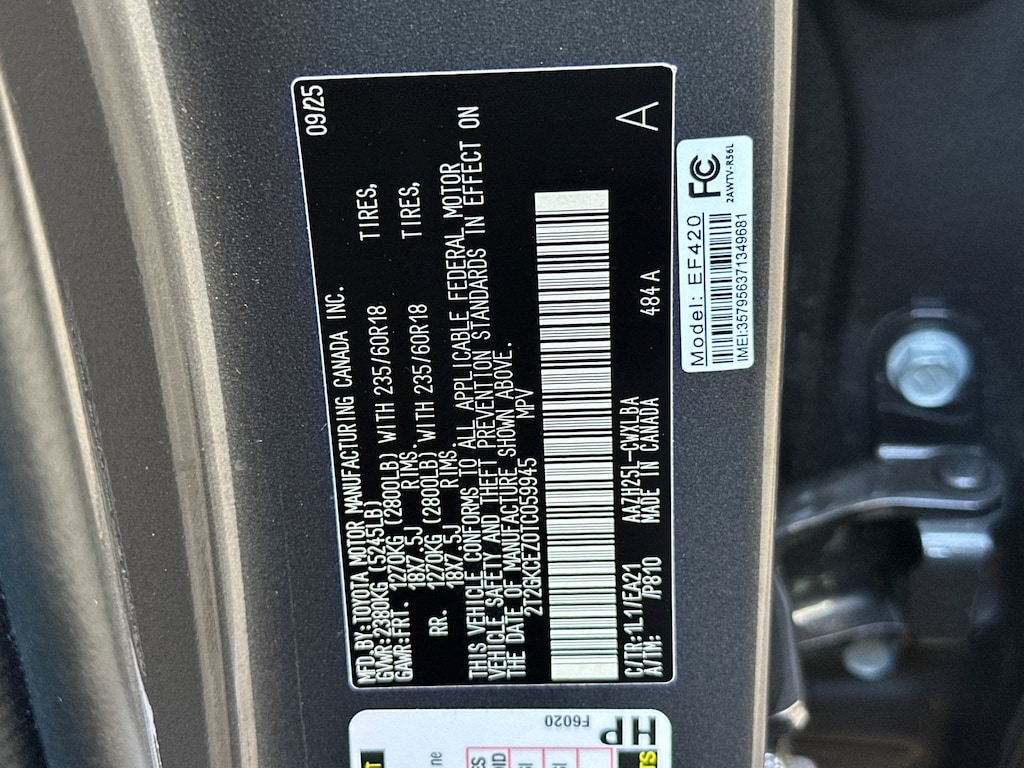 MFD BY:TOYOTA MOTOR MANUFACTURING CANADA INC. 09/25
GVWR:2380KG (5245LB)
GAWR:FRT. 1270KG (2800LB) WITH 235/60R18 TIRES,
18X7.5J RIMS.
RR. 1270KG (2800LB) WITH 235/60R18 TIRES,
18X7.5J RIMS.
THIS VEHICLE CONFORMS TO ALL APPLICABLE FEDERAL MOTOR
VEHICLE SAFETY AND THEFT PREVENTION STANDARDS IN EFFECT ON
THE DATE OF MANUFACTURE SHOWN ABOVE.
2T2GKCEZ0TC059945 MPV
C/TR:1L1/EA21 AAZH25L-CWXLBA 484A
A/TM: /P810 MADE IN CANADA A
Model: EF420 FC
IMEI:357956371349681 2AWTV-R56L
F6020
HP